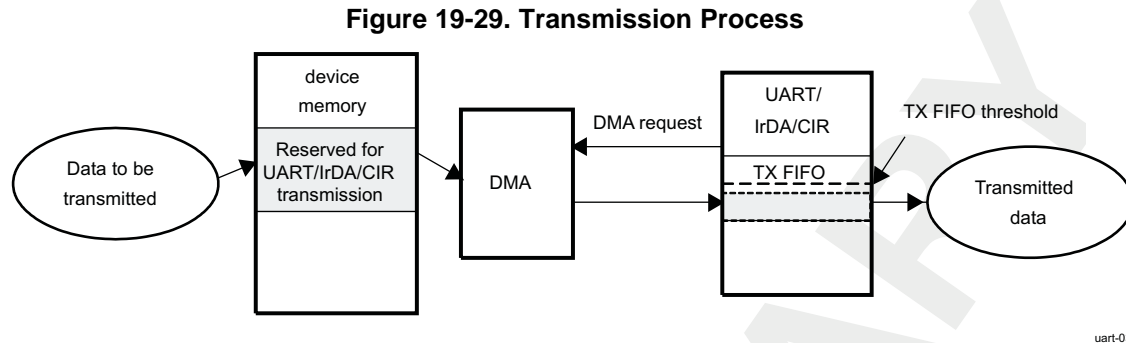 Figure 19-29. Transmission Process
device
memory
Reserved for
UART/IrDA/CIR
transmission
Data to be
transmitted
DMA
DMA request
UART/
IrDA/CIR
TX FIFO
TX FIFO threshold
Transmitted
data
uart-0